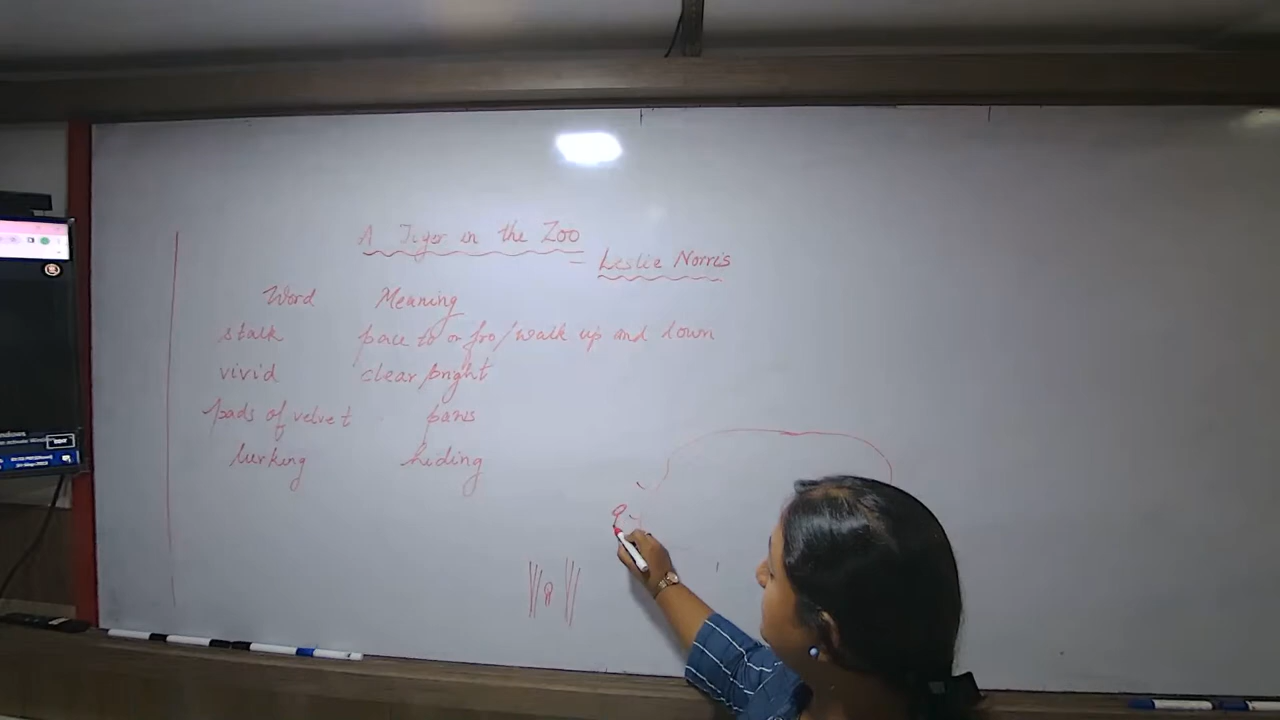 A Tiger in the Zoo
- Leslie Norris
Word Meaning
stalk pace to or fro/walk up and down
vivid clear/bright
pads of velvet paws
lurking hiding